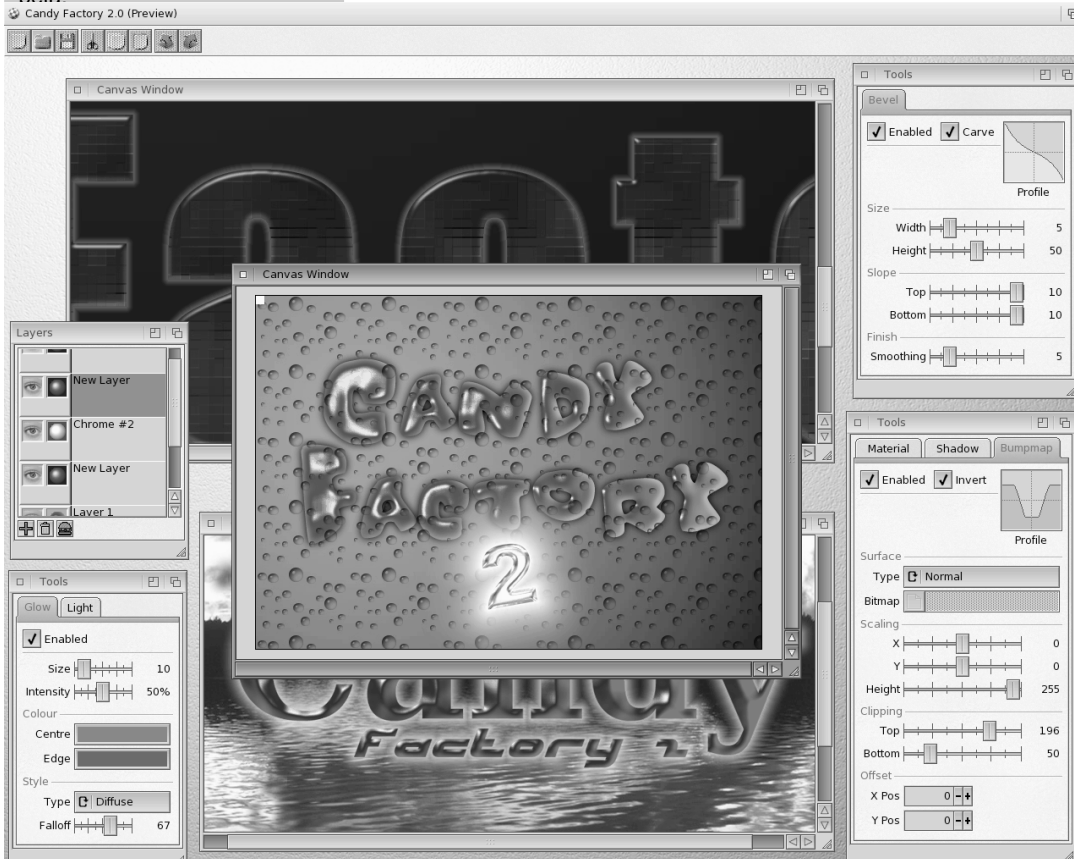 Candy Factory 2.0 (Preview)
Canvas Window
Facto
Canvas Window
CANDY
FACTORY
2
Candy
Factory 2
Layers
New Layer
Chrome #2
New Layer
Layer 1
Tools
Glow
Light
Enabled
Size 10
Intensity 50%
Colour
Centre
Edge
Style
Type Diffuse
Falloff 67
Tools
Bevel
Enabled Carve
Profile
Size
Width 5
Height 50
Slope
Top 10
Bottom 10
Finish
Smoothing 5
Tools
Material Shadow Bumpmap
Enabled Invert
Profile
Surface
Type Normal
Bitmap
Scaling
X 0
Y 0
Height 255
Clipping
Top 196
Bottom 50
Offset
X Pos 0
Y Pos 0